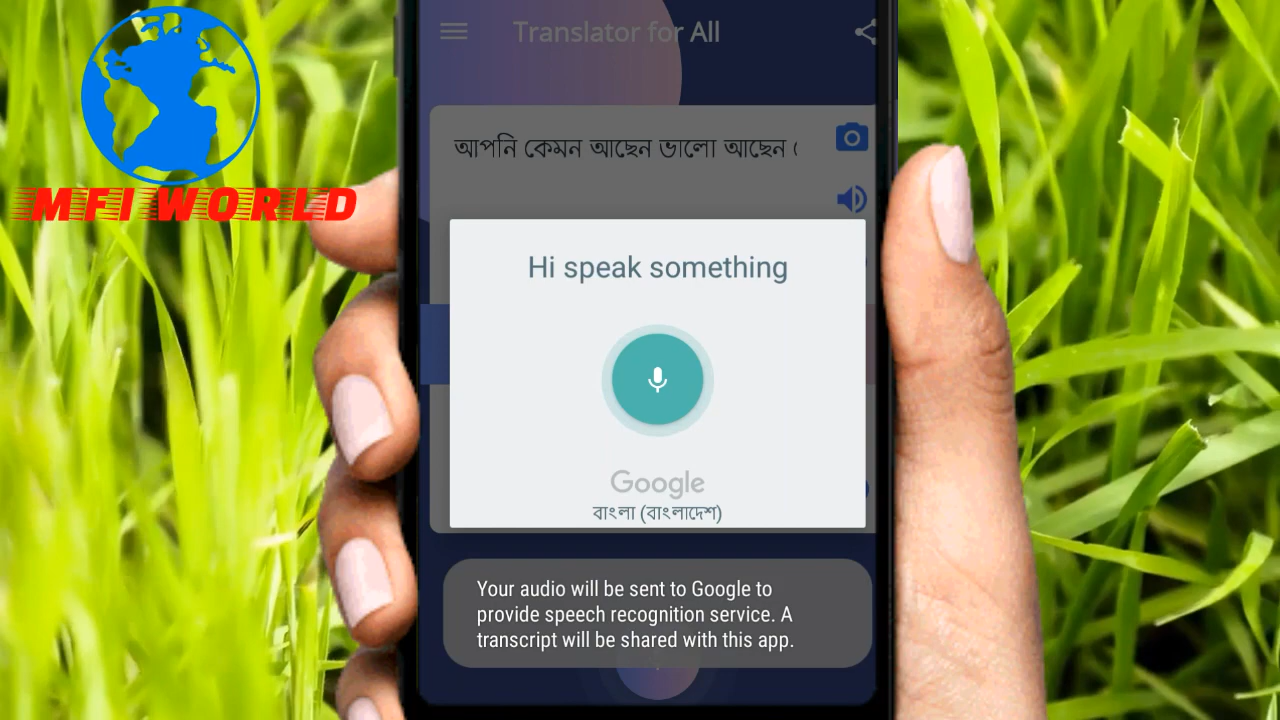 MFI WORLD
Translator for All
আপনি কেমন আছেন ভালো আছেন
Hi speak something
Google
বাংলা (বাংলাদেশ)
Your audio will be sent to Google to
provide speech recognition service. A
transcript will be shared with this app.